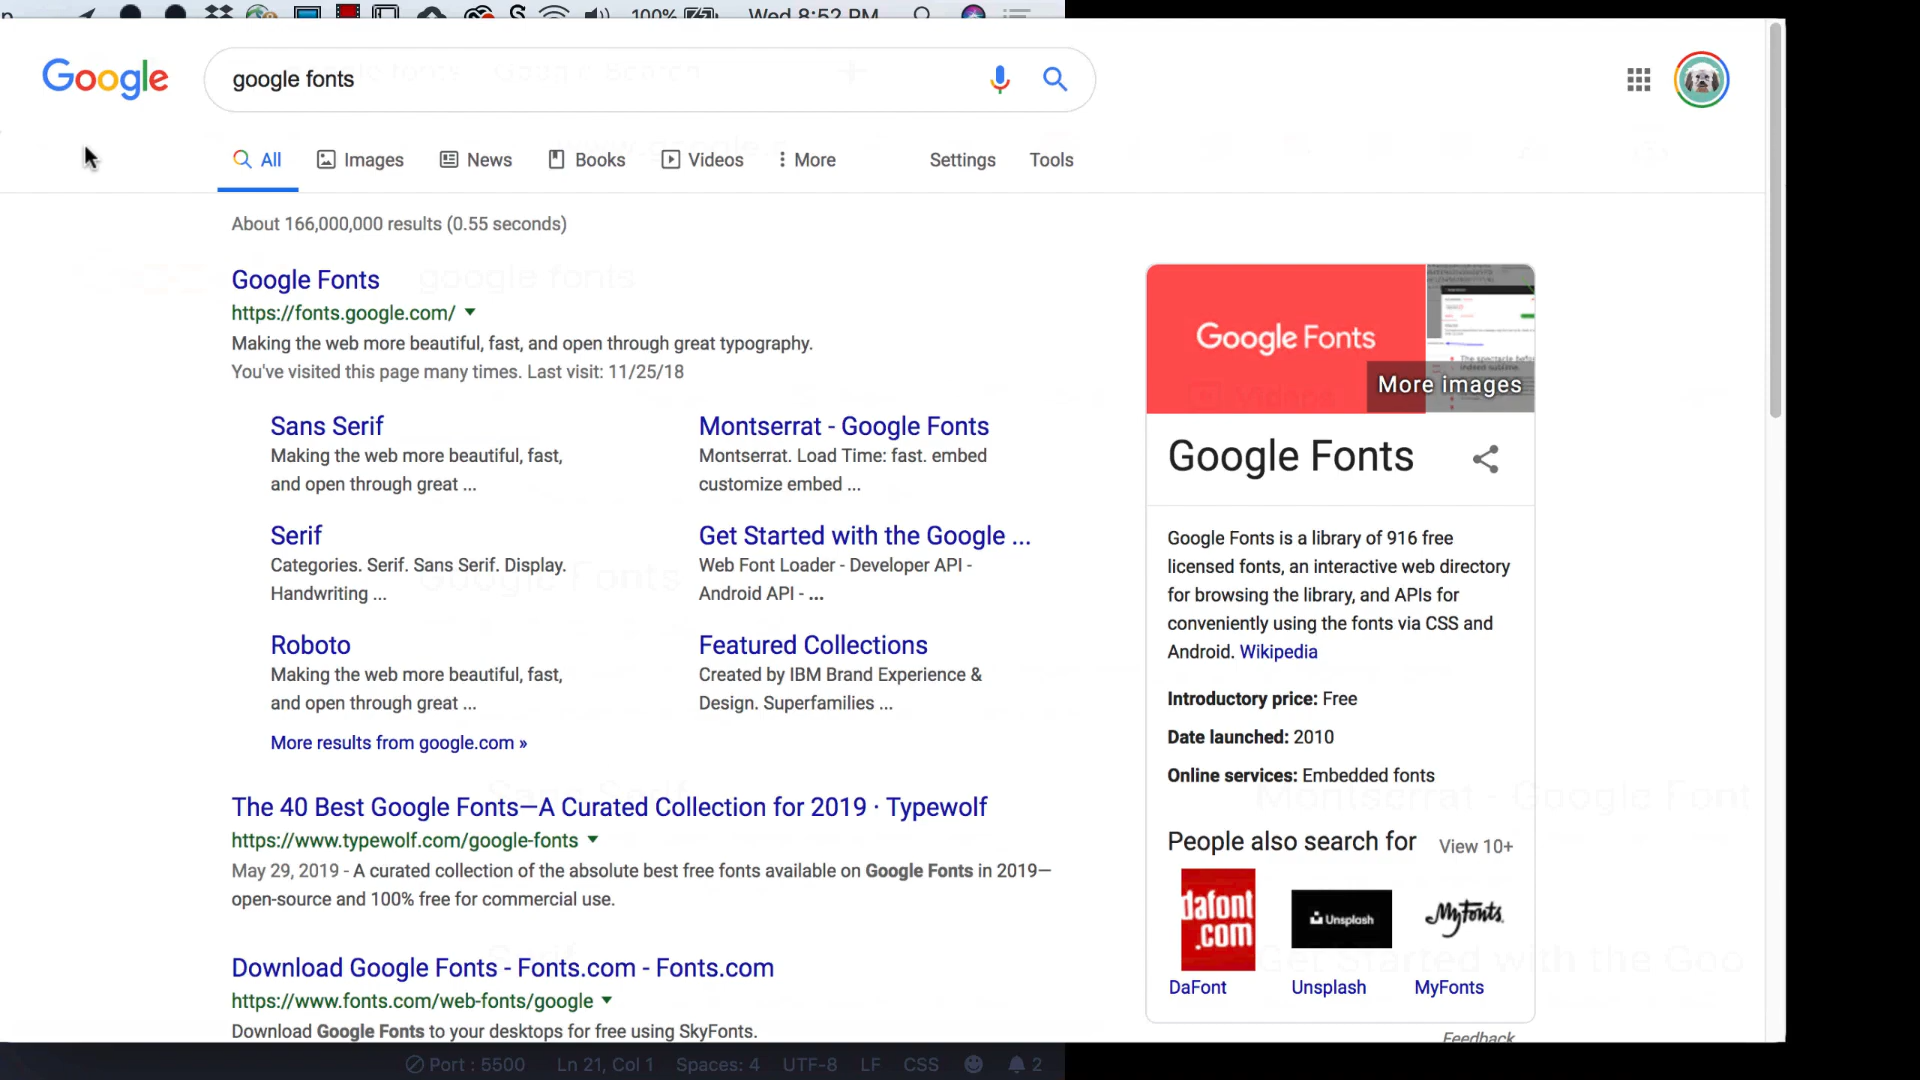 100% Wed 8:52 PM
Google
google fonts
All Images News Books Videos More Settings Tools
About 166,000,000 results (0.55 seconds)
Google Fonts
https://fonts.google.com/
Making the web more beautiful, fast, and open through great typography.
You've visited this page many times. Last visit: 11/25/18
Sans Serif
Making the web more beautiful, fast,
and open through great ...
Montserrat - Google Fonts
Montserrat. Load Time: fast. embed
customize embed ...
Serif
Categories. Serif. Sans Serif. Display.
Handwriting ...
Get Started with the Google ...
Web Font Loader - Developer API -
Android API - ...
Roboto
Making the web more beautiful, fast,
and open through great ...
Featured Collections
Created by IBM Brand Experience &
Design. Superfamilies ...
More results from google.com »
The 40 Best Google Fonts—A Curated Collection for 2019 · Typewolf
https://www.typewolf.com/google-fonts
May 29, 2019 - A curated collection of the absolute best free fonts available on Google Fonts in 2019—
open-source and 100% free for commercial use.
Download Google Fonts - Fonts.com - Fonts.com
https://www.fonts.com/web-fonts/google
Download Google Fonts to your desktops for free using SkyFonts.
Google Fonts
More images
Google Fonts
Google Fonts is a library of 916 free
licensed fonts, an interactive web directory
for browsing the library, and APIs for
conveniently using the fonts via CSS and
Android. Wikipedia
Introductory price: Free
Date launched: 2010
Online services: Embedded fonts
People also search for View 10+
dafont
.com
Unsplash
MyFonts
DaFont Unsplash MyFonts
Feedback
Port : 5500 Ln 21, Col 1 Spaces: 4 UTF-8 LF CSS 2